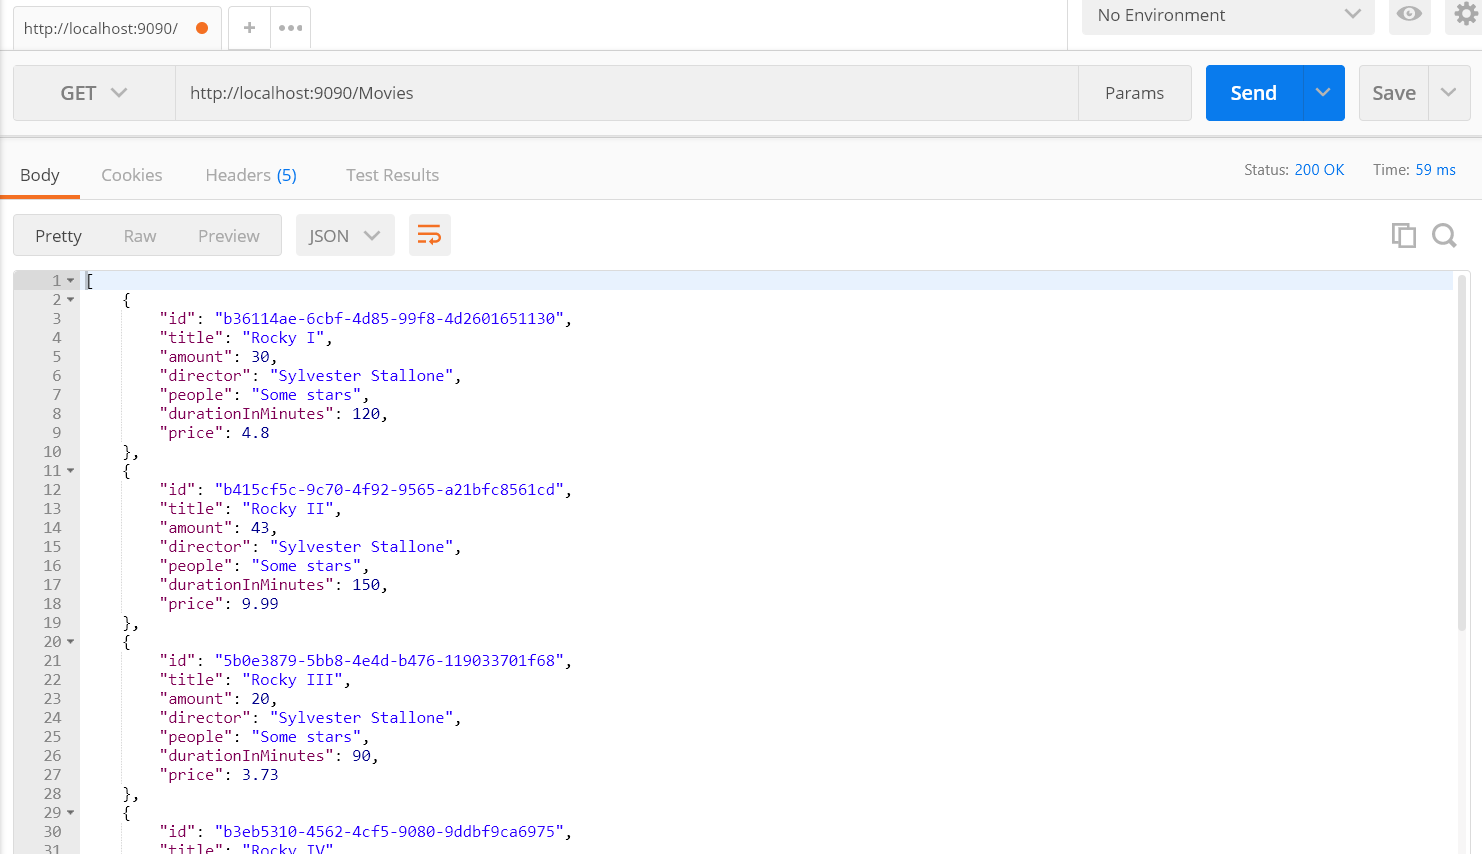 http://localhost:9090/
+
No Environment
GET http://localhost:9090/Movies Params Send Save
Body Cookies Headers (5) Test Results Status: 200 OK Time: 59 ms
Pretty Raw Preview JSON
1 [
2 {
3 "id": "b36114ae-6cbf-4d85-99f8-4d2601651130",
4 "title": "Rocky I",
5 "amount": 30,
6 "director": "Sylvester Stallone",
7 "people": "Some stars",
8 "durationInMinutes": 120,
9 "price": 4.8
10 },
11 {
12 "id": "b415cf5c-9c70-4f92-9565-a21bfc8561cd",
13 "title": "Rocky II",
14 "amount": 43,
15 "director": "Sylvester Stallone",
16 "people": "Some stars",
17 "durationInMinutes": 150,
18 "price": 9.99
19 },
20 {
21 "id": "5b0e3879-5bb8-4e4d-b476-119033701f68",
22 "title": "Rocky III",
23 "amount": 20,
24 "director": "Sylvester Stallone",
25 "people": "Some stars",
26 "durationInMinutes": 90,
27 "price": 3.73
28 },
29 {
30 "id": "b3eb5310-4562-4cf5-9080-9ddbf9ca6975",
31 "title": "Rocky IV"